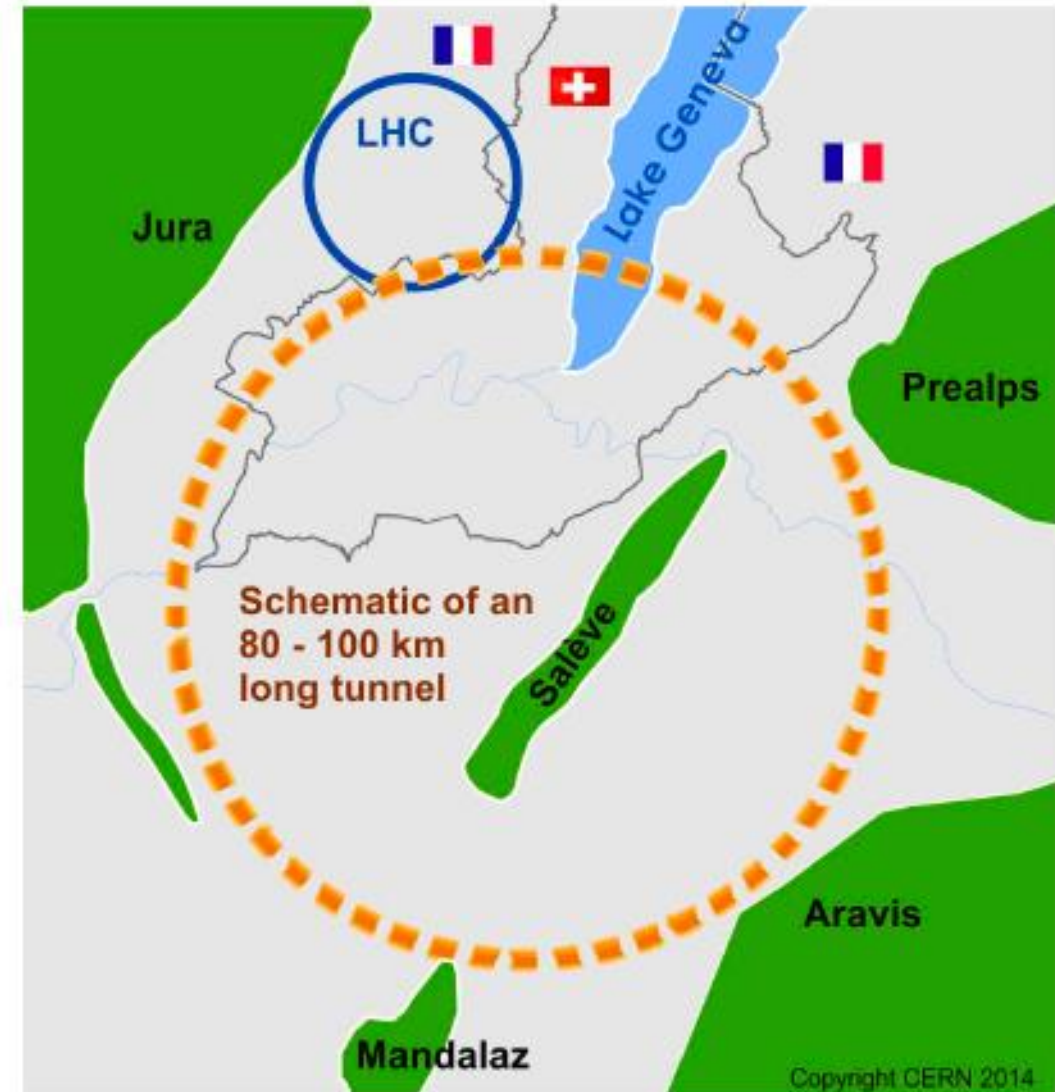 LHC
Lake Geneva
Jura
Prealps
Schematic of an
80 - 100 km
long tunnel
Salève
Aravis
Mandalaz
Copyright CERN 2014